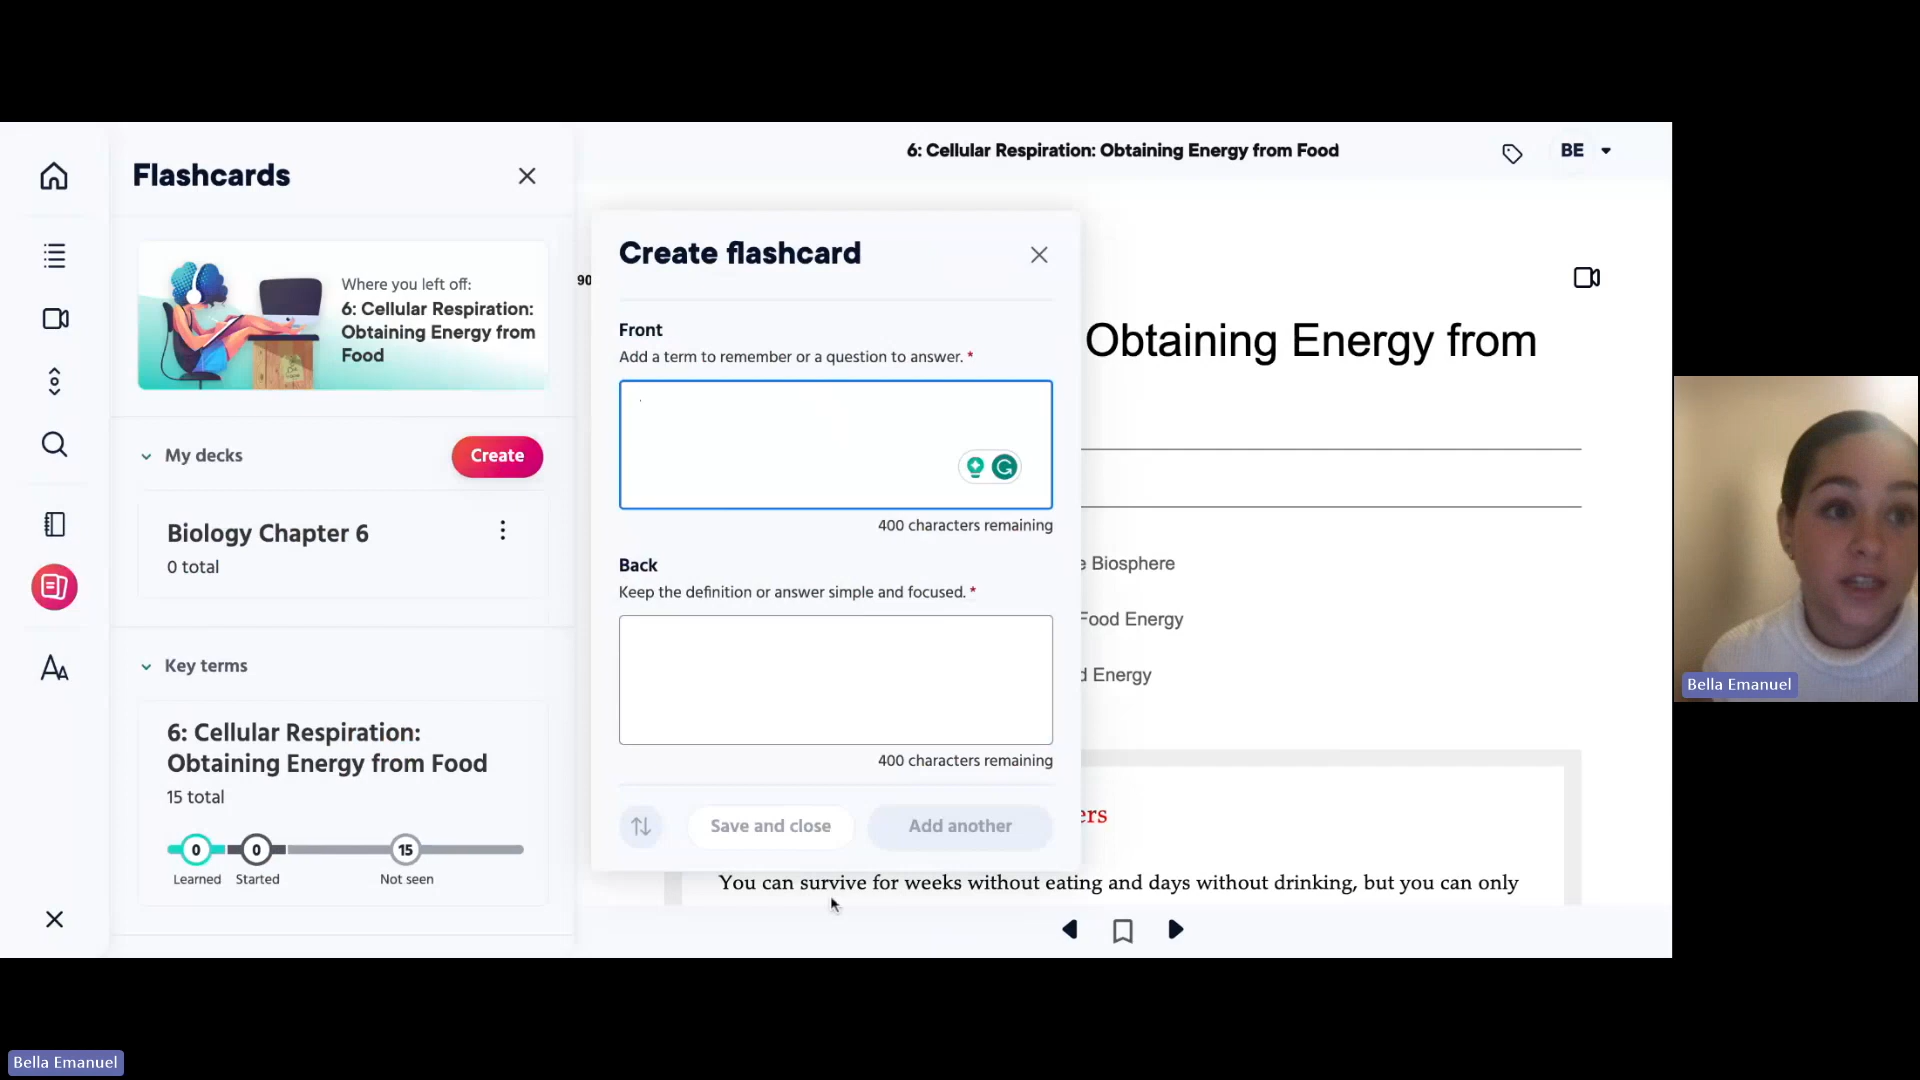 6: Cellular Respiration: Obtaining Energy from Food
BE
Flashcards
Where you left off:
6: Cellular Respiration:
Obtaining Energy from
Food
My decks
Create
Biology Chapter 6
0 total
Key terms
6: Cellular Respiration:
Obtaining Energy from Food
15 total
0
0
15
Learned
Started
Not seen
90
Create flashcard
Front
Add a term to remember or a question to answer. *
400 characters remaining
Back
Keep the definition or answer simple and focused. *
400 characters remaining
Save and close
Add another
Obtaining Energy from
e Biosphere
Food Energy
d Energy
ers
You can survive for weeks without eating and days without drinking, but you can only
Bella Emanuel
Bella Emanuel